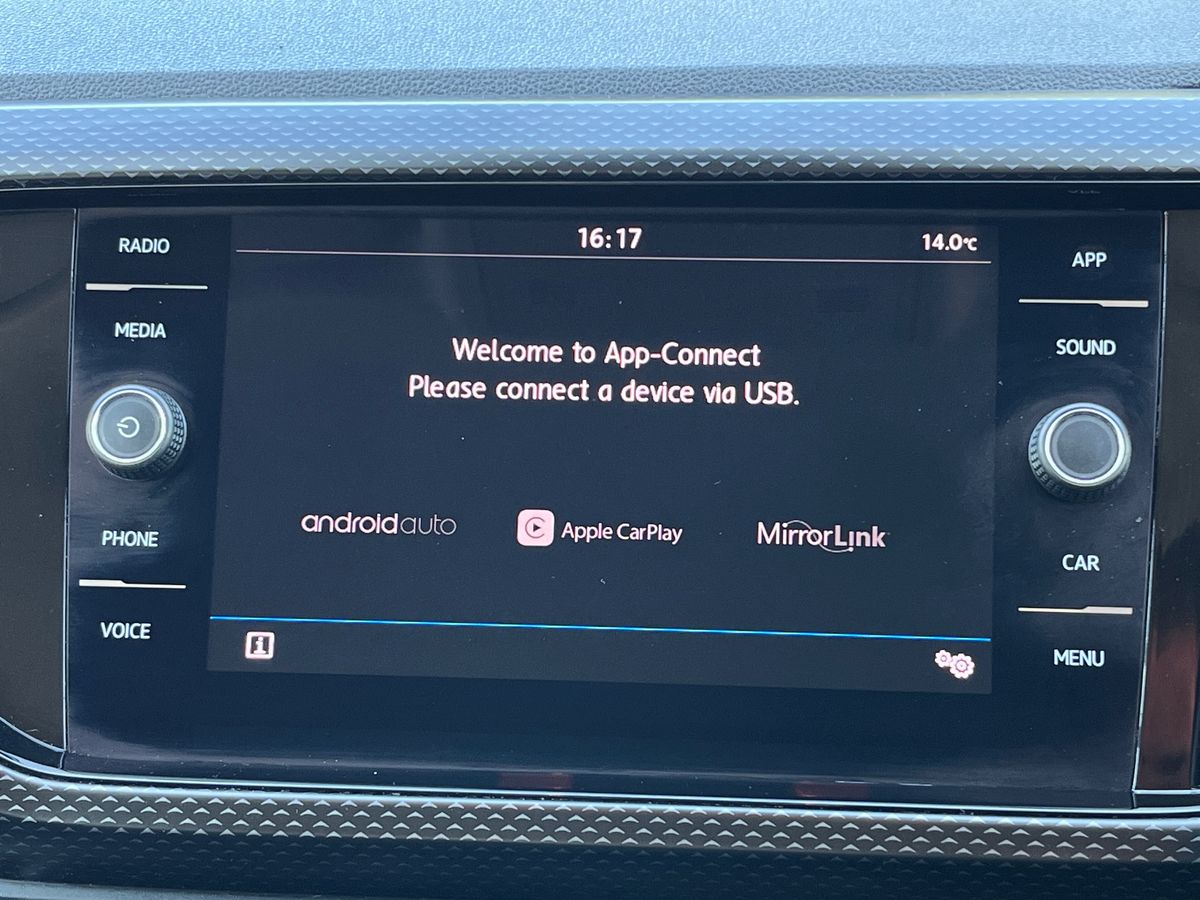 RADIO
MEDIA
PHONE
VOICE
16:17
14.0°C
Welcome to App-Connect
Please connect a device via USB.
androidauto
Apple CarPlay
MirrorLink
i
APP
SOUND
CAR
MENU